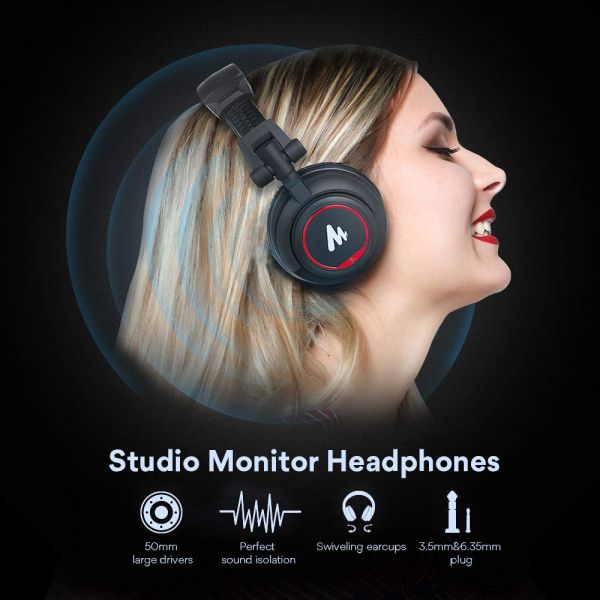 Studio Monitor Headphones
50mm
large drivers
Perfect
sound isolation
Swiveling earcups
3.5mm&6.35mm
plug